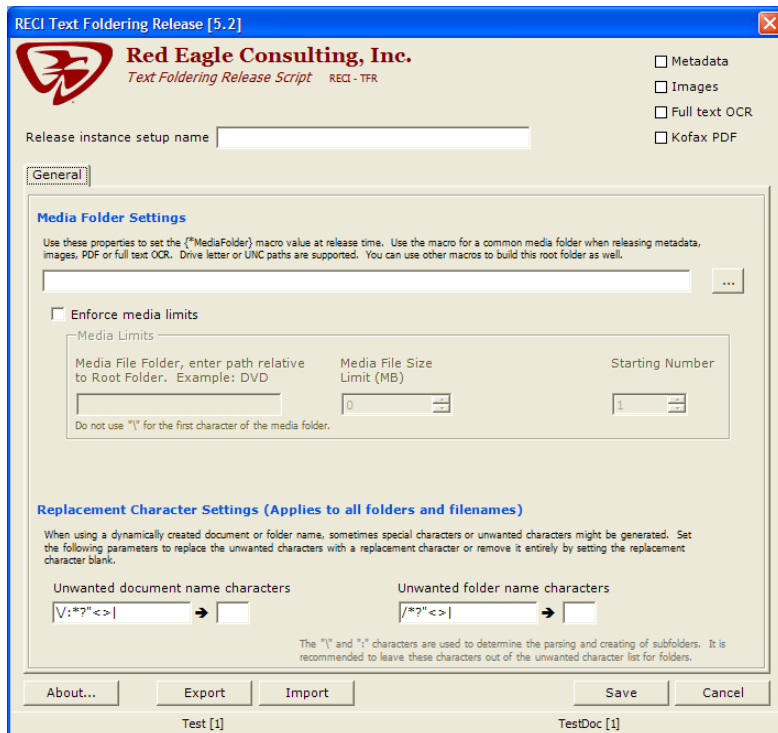 RECI Text Foldering Release [5.2]
Red Eagle Consulting, Inc.
Text Foldering Release Script RECI - TFR
Metadata
Images
Full text OCR
Kofax PDF
Release instance setup name
General
Media Folder Settings
Use these properties to set the {*MediaFolder} macro value at release time. Use the macro for a common media folder when releasing metadata,
images, PDF or full text OCR. Drive letter or UNC paths are supported. You can use other macros to build this root folder as well.
...
Enforce media limits
Media Limits
Media File Folder, enter path relative
to Root Folder. Example: DVD
Media File Size
Limit (MB)
Starting Number
0
1
Do not use "\" for the first character of the media folder.
Replacement Character Settings (Applies to all folders and filenames)
When using a dynamically created document or folder name, sometimes special characters or unwanted characters might be generated. Set
the following parameters to replace the unwanted characters with a replacement character or remove it entirely by setting the replacement
character blank.
Unwanted document name characters
Unwanted folder name characters
\/:*?"<>| ➔
/*?"<>| ➔
The "\" and ":" characters are used to determine the parsing and creating of subfolders. It is
recommended to leave these characters out of the unwanted character list for folders.
About... Export Import Save Cancel
Test [1] TestDoc [1]